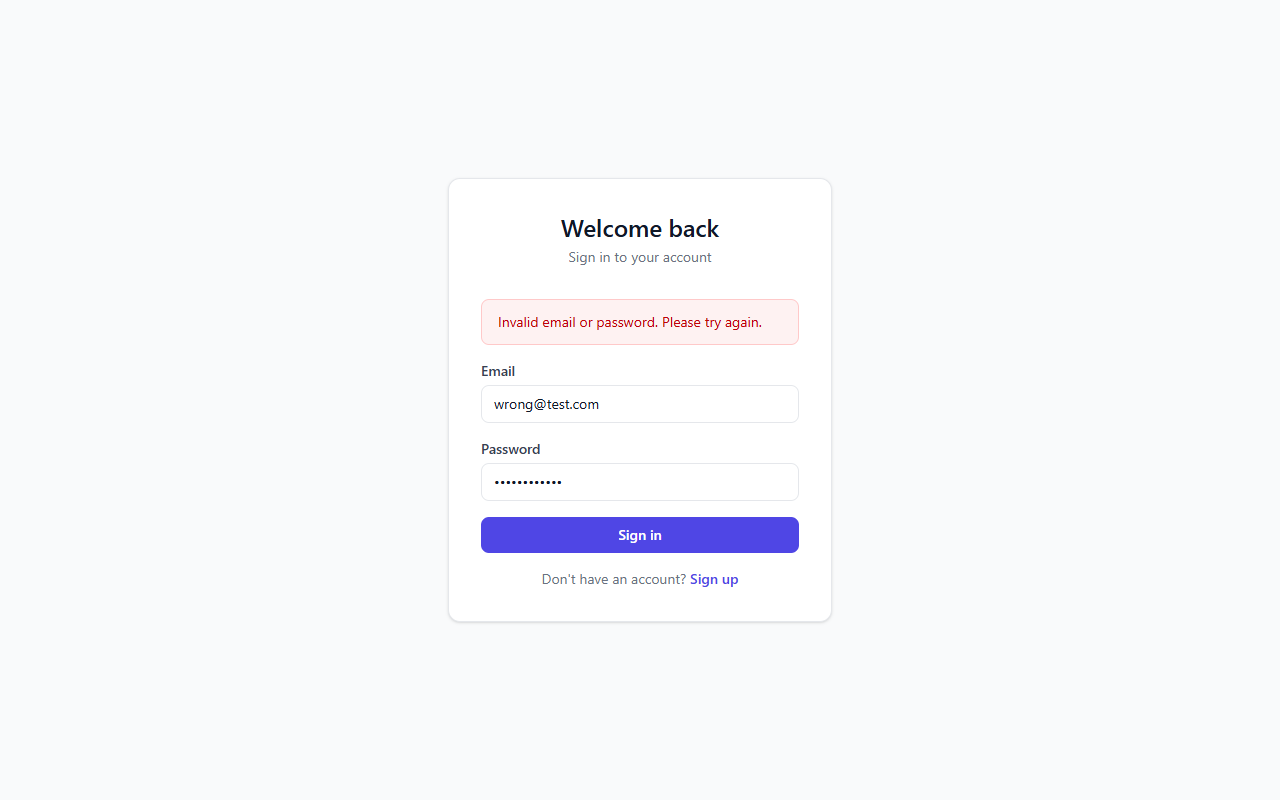 Welcome back
Sign in to your account
Invalid email or password. Please try again.
Email
wrong@test.com
Password
••••••••••••
Sign in
Don't have an account? Sign up